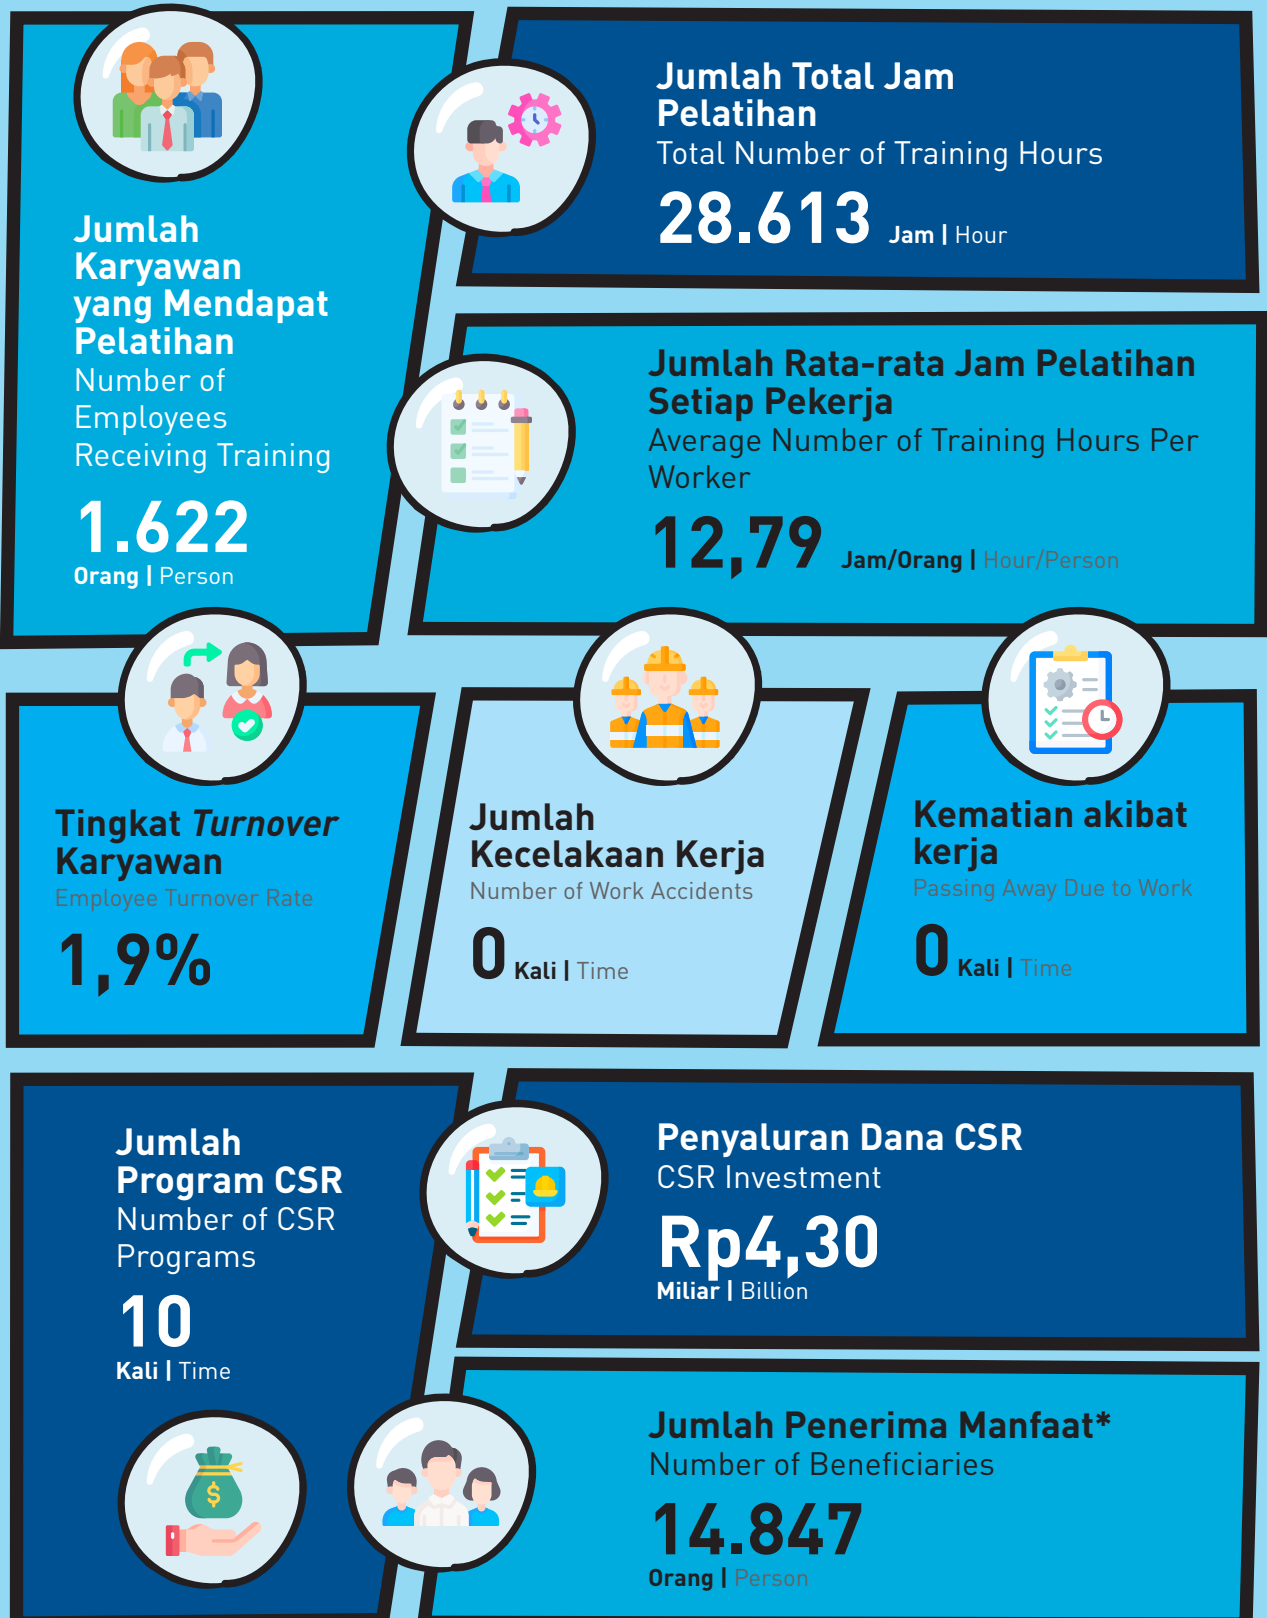 Jumlah
Karyawan
yang Mendapat
Pelatihan
Number of
Employees
Receiving Training
1.622
Orang | Person
Jumlah Total Jam
Pelatihan
Total Number of Training Hours
28.613 Jam | Hour
Jumlah Rata-rata Jam Pelatihan
Setiap Pekerja
Average Number of Training Hours Per
Worker
12,79 Jam/Orang | Hour/Person
Tingkat Turnover
Karyawan
Employee Turnover Rate
1,9%
Jumlah
Kecelakaan Kerja
Number of Work Accidents
0 Kali | Time
Kematian akibat
kerja
Passing Away Due to Work
0 Kali | Time
Jumlah
Program CSR
Number of CSR
Programs
10
Kali | Time
$
Penyaluran Dana CSR
CSR Investment
Rp4,30
Miliar | Billion
Jumlah Penerima Manfaat*
Number of Beneficiaries
14.847
Orang | Person